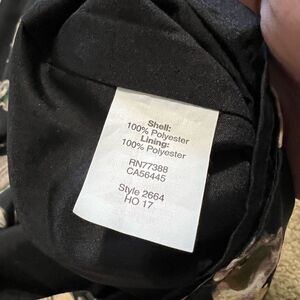 Shell:
100% Polyester
Lining:
100% Polyester
RN77388
CA56445
Style 2664
HO 17